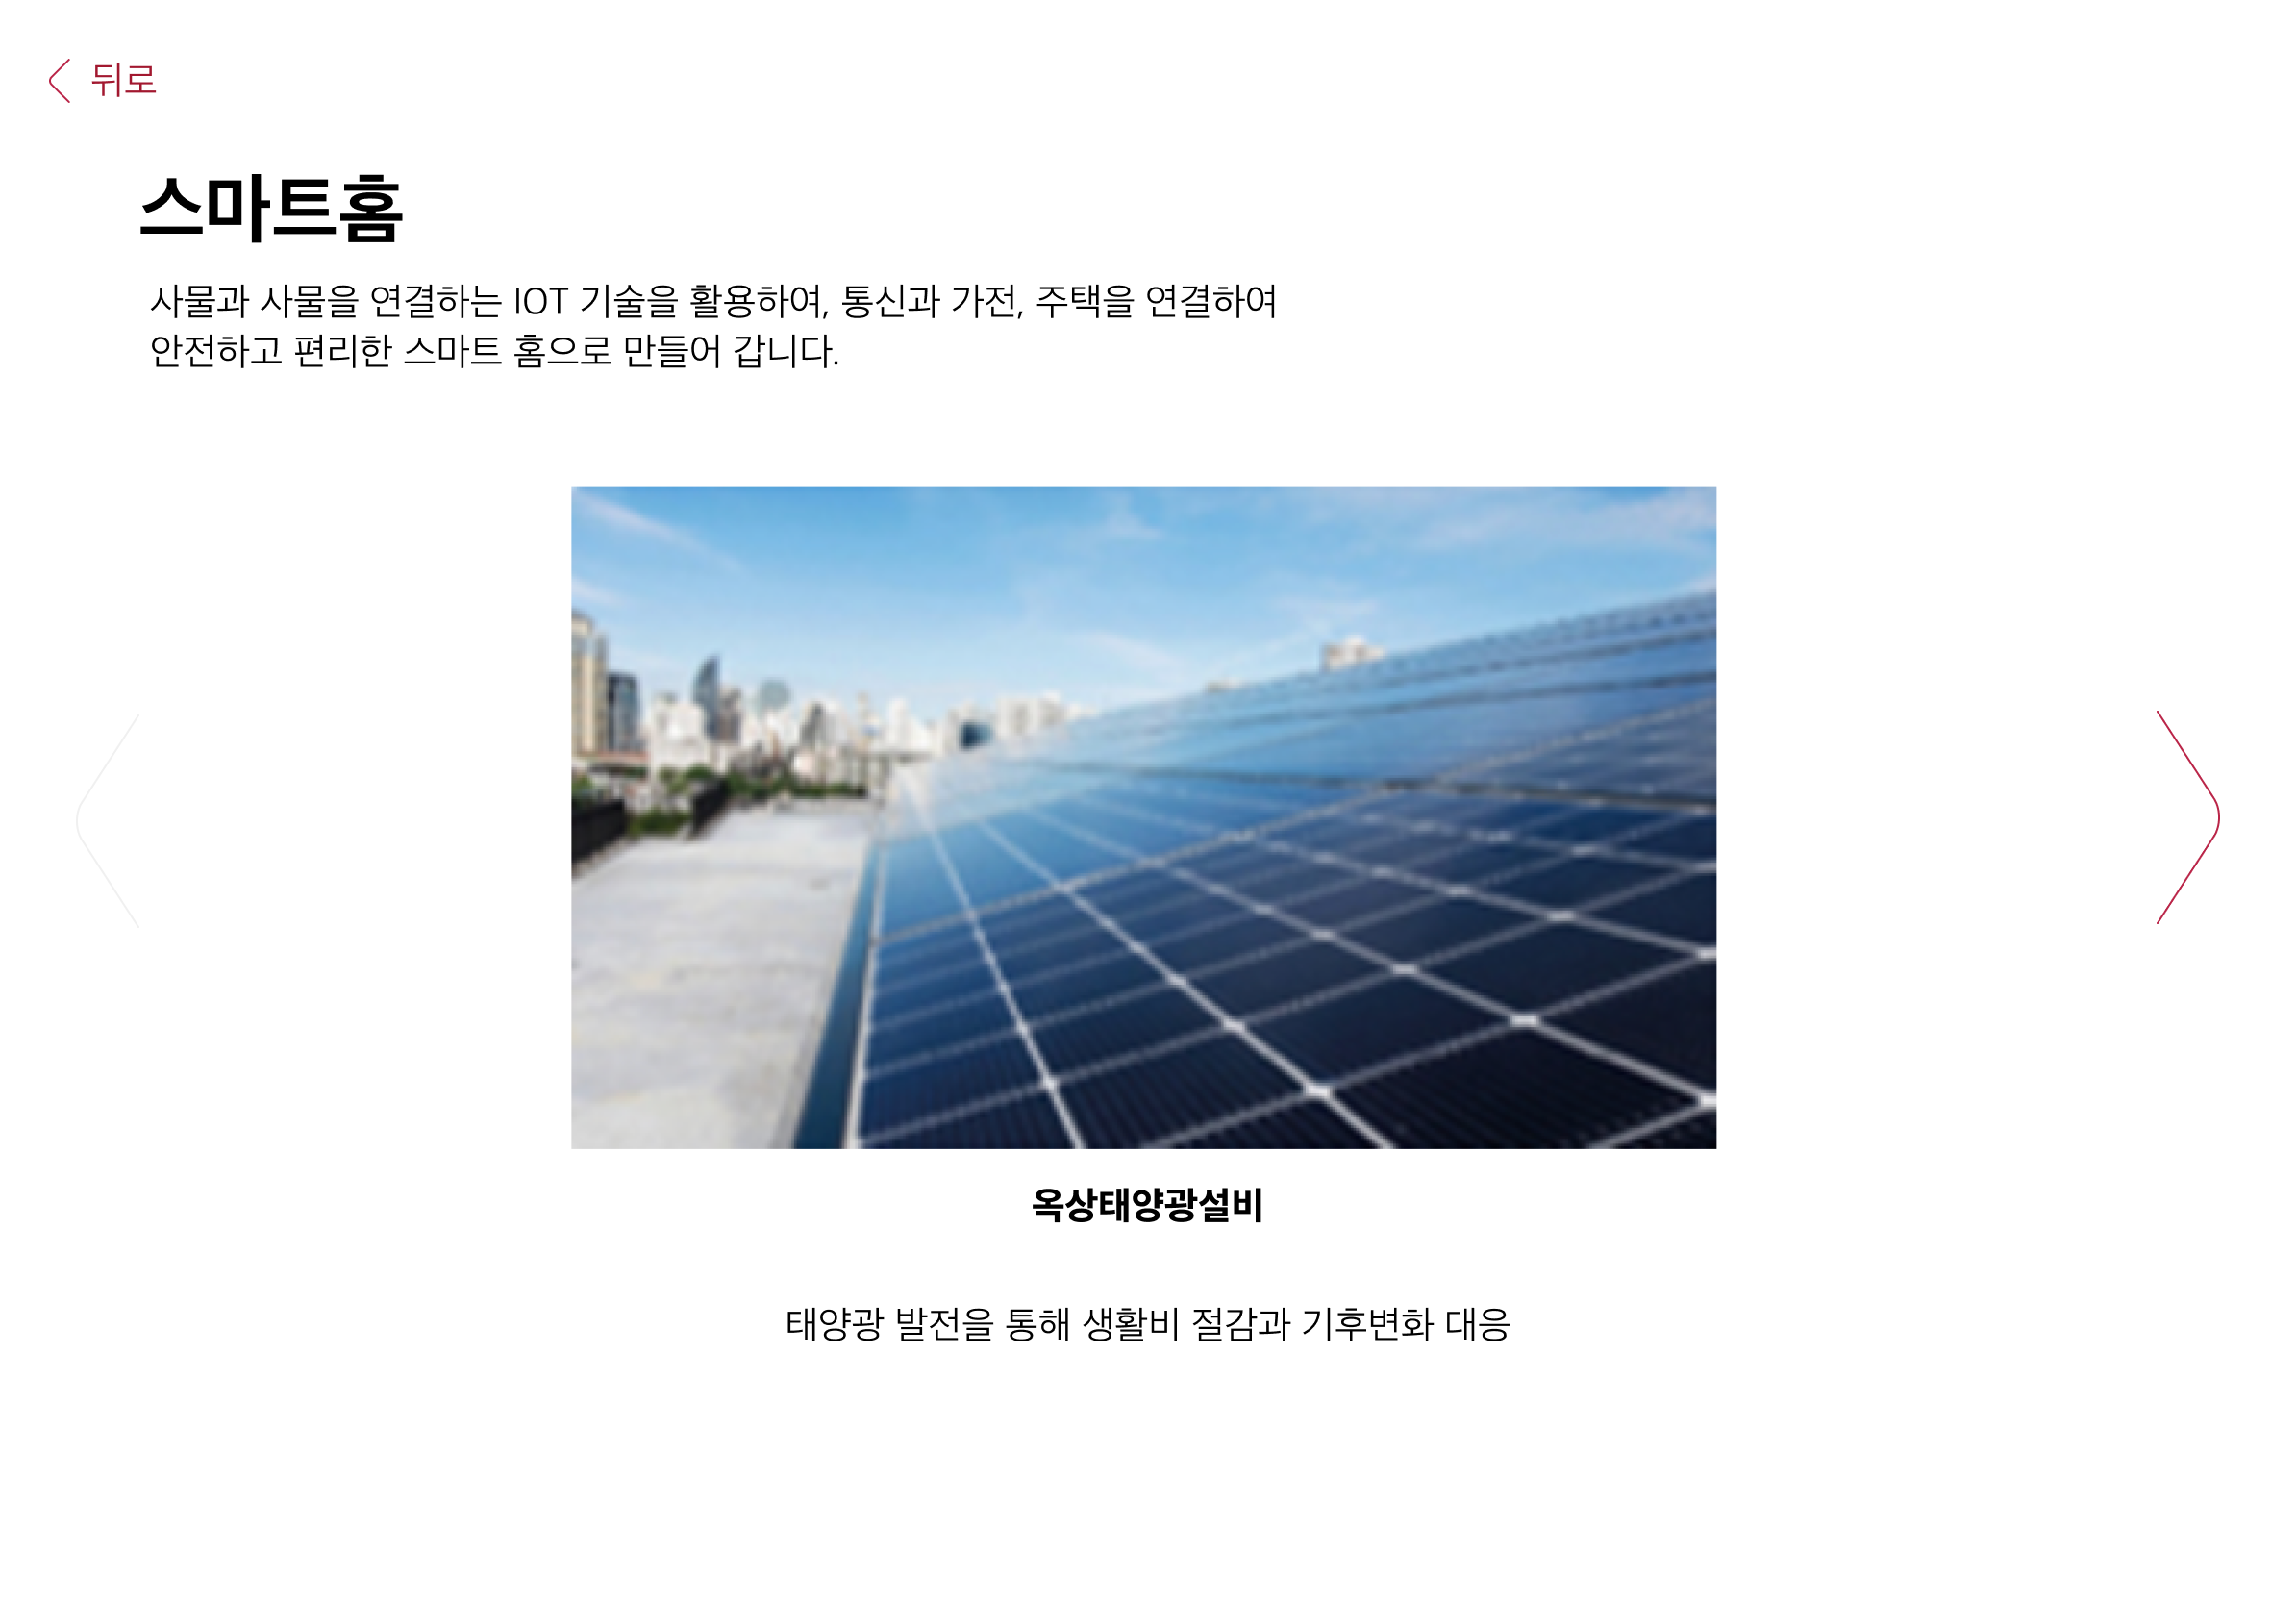 뒤로
스마트홈
사물과 사물을 연결하는 IOT 기술을 활용하여, 통신과 가전, 주택을 연결하여
안전하고 편리한 스마트 홈으로 만들어 갑니다.
옥상태양광설비
태양광 발전을 통해 생활비 절감과 기후변화 대응